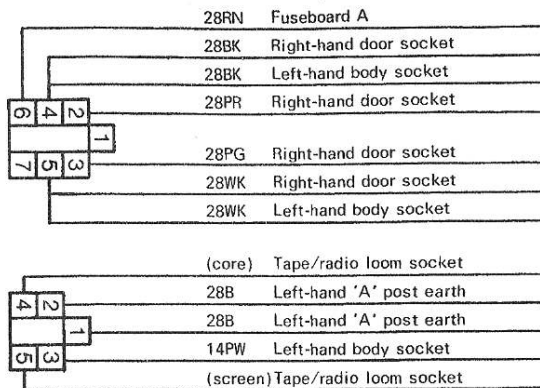 28RN Fuseboard A
28BK Right-hand door socket
28BK Left-hand body socket
28PR Right-hand door socket
6 4 2
1
7 5 3
28PG Right-hand door socket
28WK Right-hand door socket
28WK Left-hand body socket
(core) Tape/radio loom socket
28B Left-hand 'A' post earth
4 2
28B Left-hand 'A' post earth
1
14PW Left-hand body socket
5 3
(screen) Tape/radio loom socket